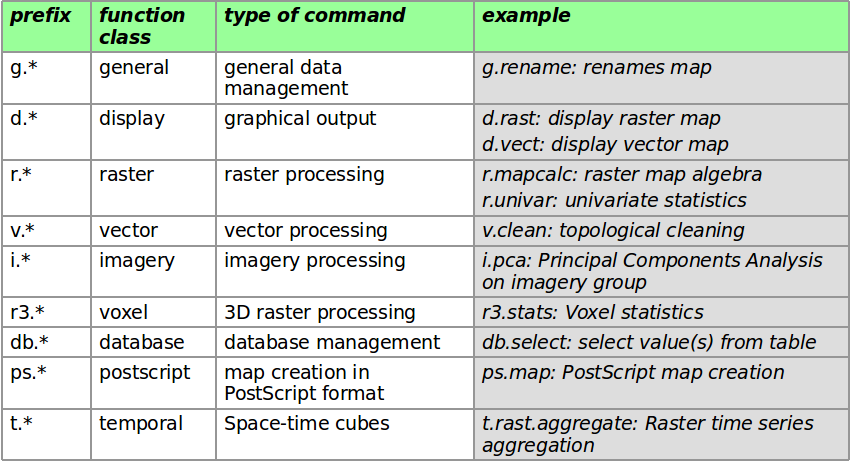 prefix function class type of command example
g.* general general data management g.rename: renames map
d.* display graphical output d.rast: display raster map
d.vect: display vector map
r.* raster raster processing r.mapcalc: raster map algebra
r.univar: univariate statistics
v.* vector vector processing v.clean: topological cleaning
i.* imagery imagery processing i.pca: Principal Components Analysis on imagery group
r3.* voxel 3D raster processing r3.stats: Voxel statistics
db.* database database management db.select: select value(s) from table
ps.* postscript map creation in PostScript format ps.map: PostScript map creation
t.* temporal Space-time cubes t.rast.aggregate: Raster time series aggregation